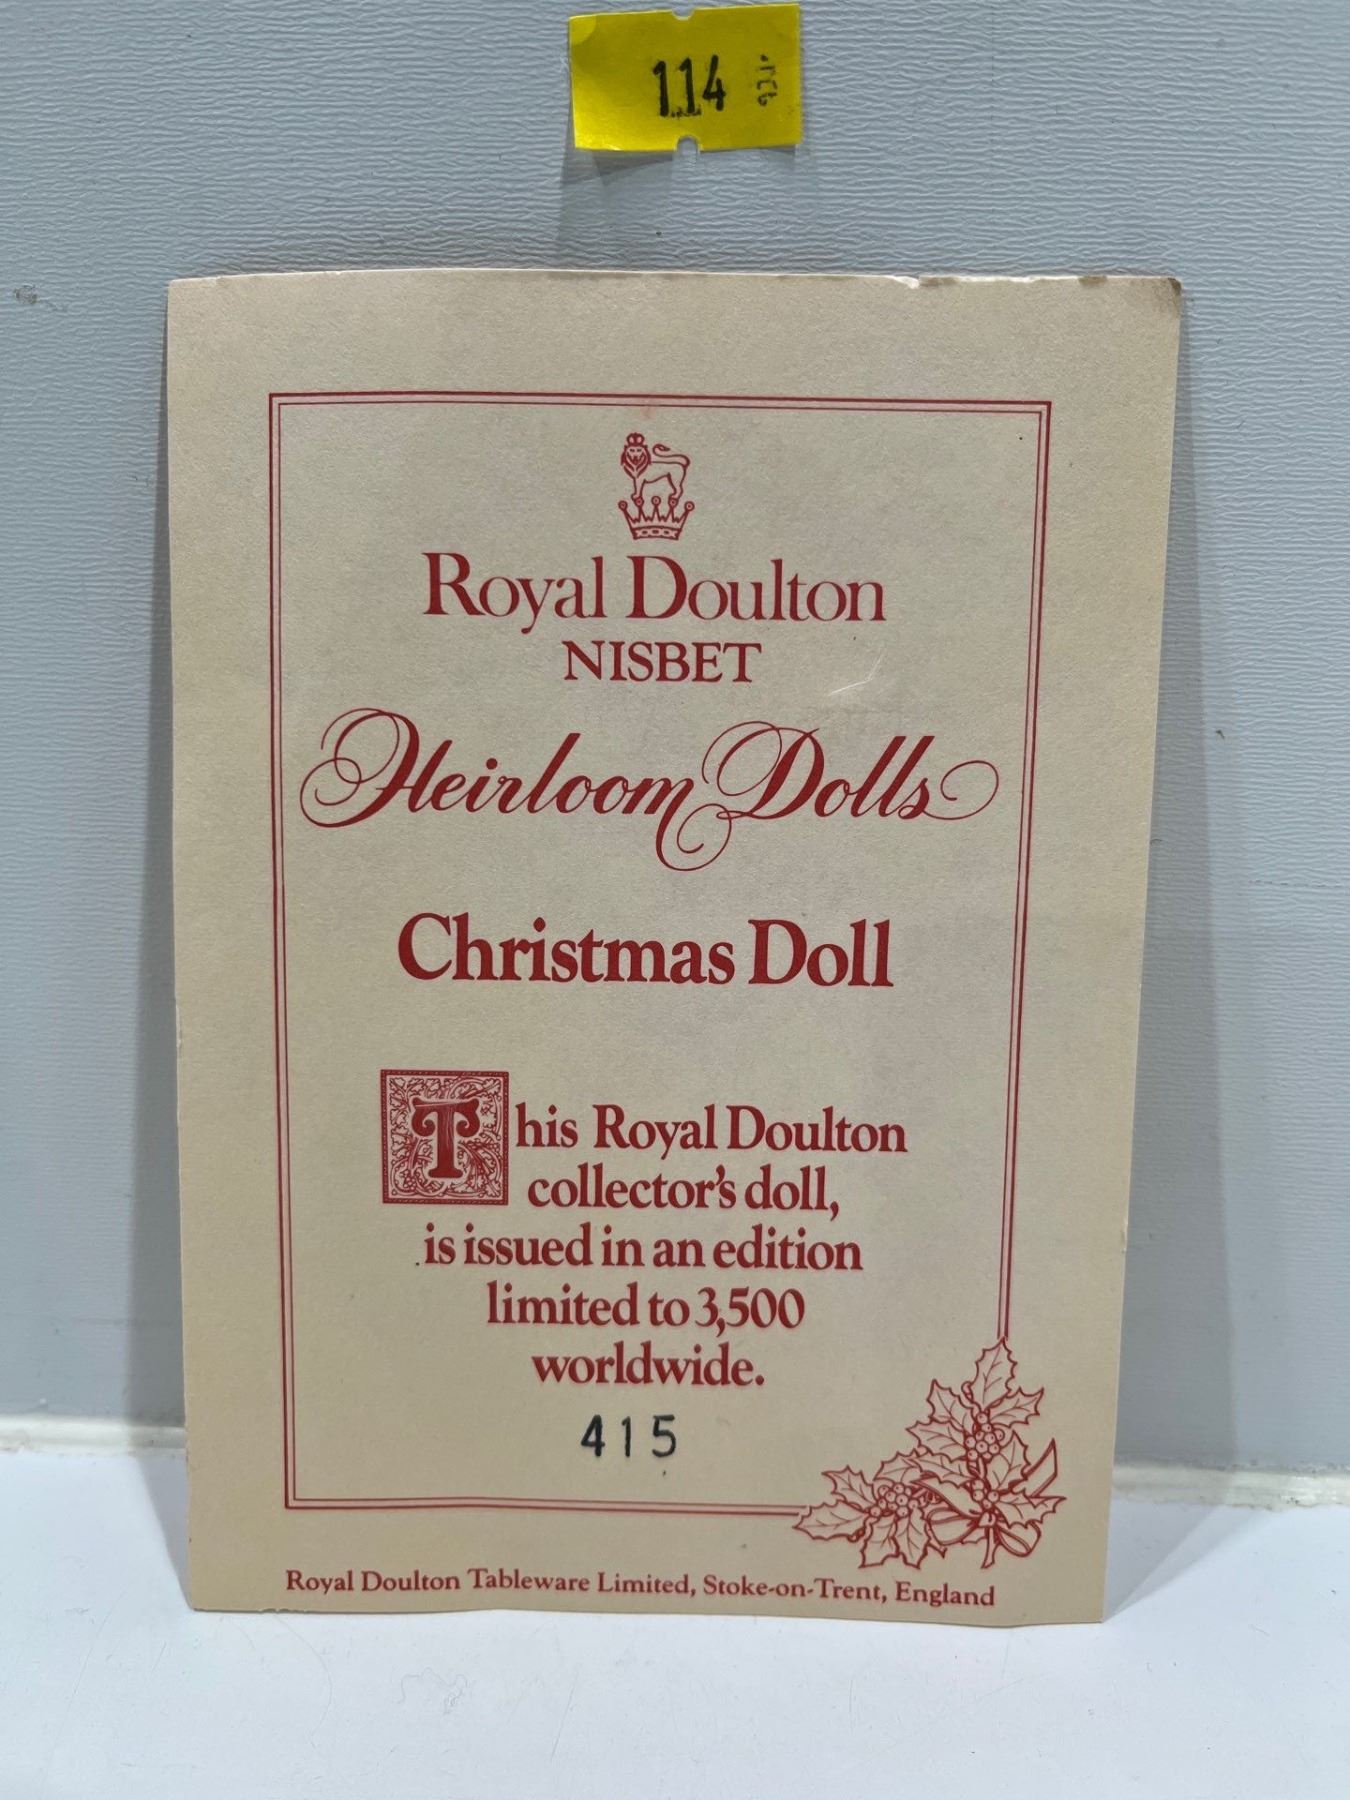 114
Royal Doulton
NISBET
Heirloom Dolls
Christmas Doll
This Royal Doulton
collector's doll,
is issued in an edition
limited to 3,500
worldwide.
415
Royal Doulton Tableware Limited, Stoke-on-Trent, England